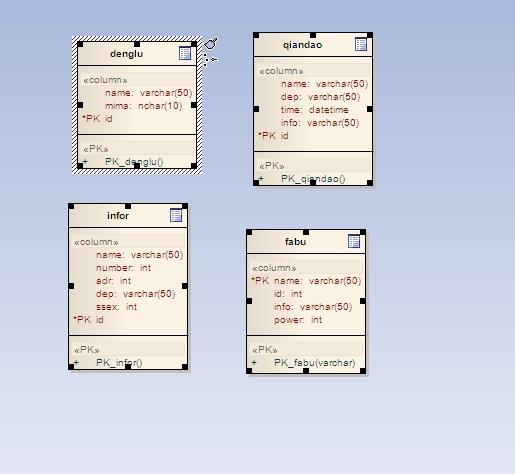 denglu
«column»
name: varchar(50)
mima: nchar(10)
*PK id
«PK»
+ PK_denglu()
qiandao
«column»
name: varchar(50)
dep: varchar(50)
time: datetime
info: varchar(50)
*PK id
«PK»
+ PK_qiandao()
infor
«column»
name: varchar(50)
number: int
adr: int
dep: varchar(50)
ssex: int
*PK id
«PK»
+ PK_infor()
fabu
«column»
*PK name: varchar(50)
id: int
info: varchar(50)
power: int
«PK»
+ PK_fabu(varchar)